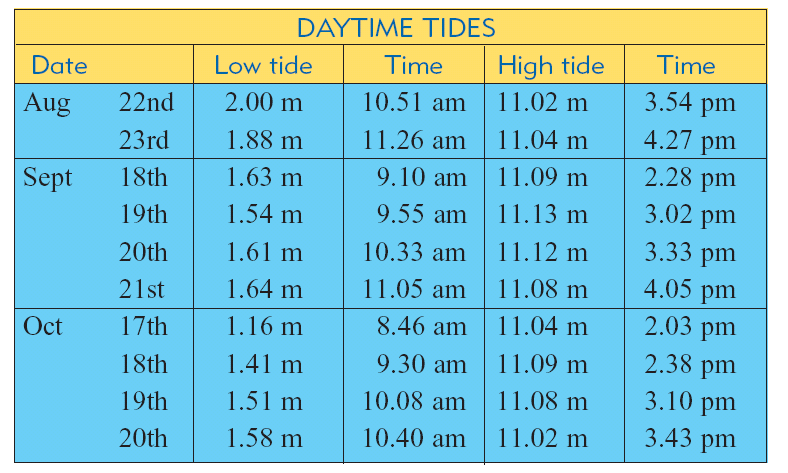 DAYTIME TIDES
Date Low tide Time High tide Time
Aug 22nd 2.00 m 10.51 am 11.02 m 3.54 pm
23rd 1.88 m 11.26 am 11.04 m 4.27 pm
Sept 18th 1.63 m 9.10 am 11.09 m 2.28 pm
19th 1.54 m 9.55 am 11.13 m 3.02 pm
20th 1.61 m 10.33 am 11.12 m 3.33 pm
21st 1.64 m 11.05 am 11.08 m 4.05 pm
Oct 17th 1.16 m 8.46 am 11.04 m 2.03 pm
18th 1.41 m 9.30 am 11.09 m 2.38 pm
19th 1.51 m 10.08 am 11.08 m 3.10 pm
20th 1.58 m 10.40 am 11.02 m 3.43 pm